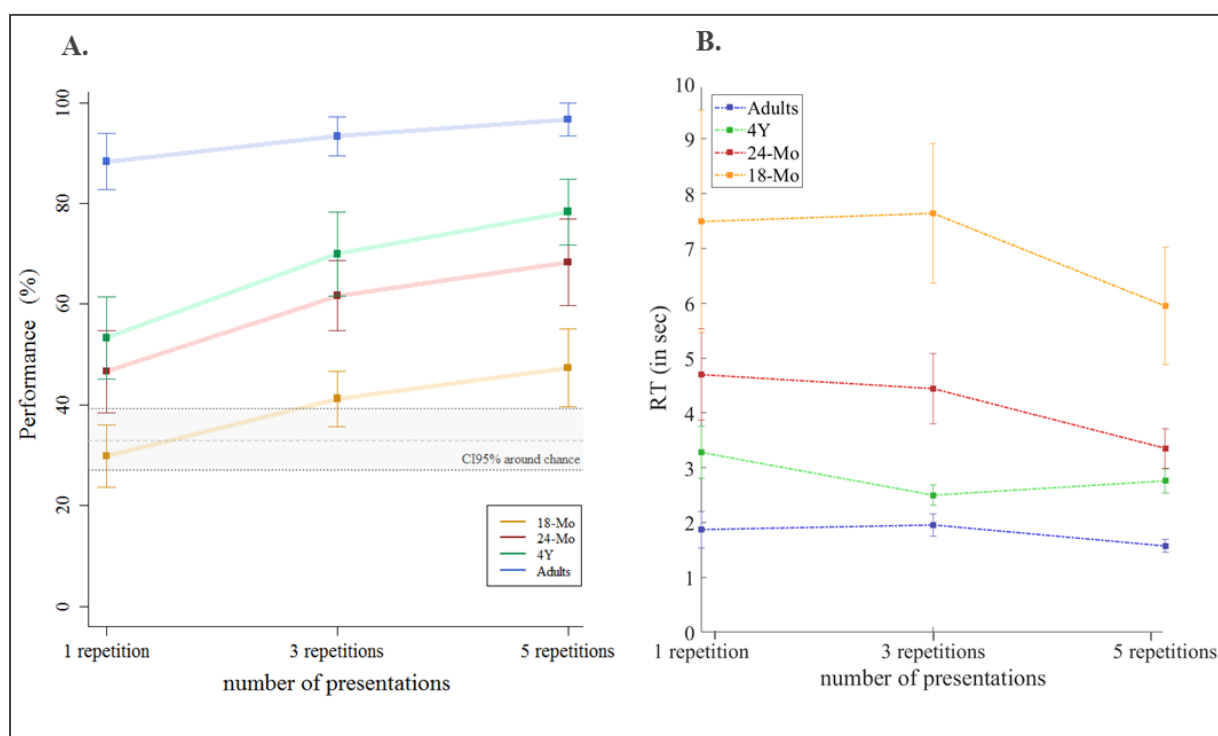 A.
100
80
60
40
20
0
Performance (%)
CI95% around chance
18-Mo
24-Mo
4Y
Adults
1 repetition
3 repetitions
5 repetitions
number of presentations
B.
10
9
8
7
6
5
4
3
2
1
0
RT (in sec)
Adults
4Y
24-Mo
18-Mo
1 repetition
3 repetitions
5 repetitions
number of presentations